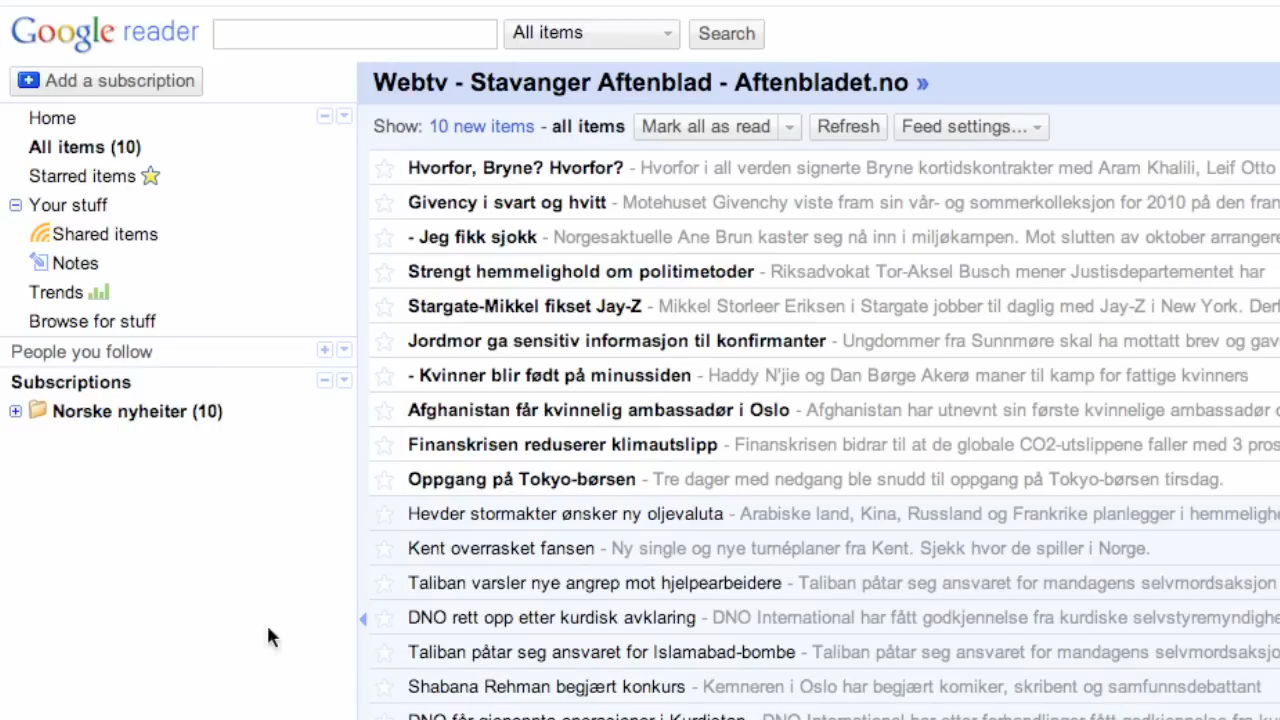 Google reader
All items
Search
Add a subscription
Home
All items (10)
Starred items
Your stuff
Shared items
Notes
Trends
Browse for stuff
People you follow
Subscriptions
Norske nyheiter (10)
Webtv - Stavanger Aftenblad - Aftenbladet.no »
Show: 10 new items - all items Mark all as read Refresh Feed settings...
Hvorfor, Bryne? Hvorfor? - Hvorfor i all verden signerte Bryne kortidskontrakter med Aram Khalili, Leif Otto
Givency i svart og hvitt - Motehuset Givenchy viste fram sin vår- og sommerkolleksjon for 2010 på den fran
- Jeg fikk sjokk - Norgesaktuelle Ane Brun kaster seg nå inn i miljøkampen. Mot slutten av oktober arrangere
Strengt hemmelighold om politimetoder - Riksadvokat Tor-Aksel Busch mener Justisdepartementet har
Stargate-Mikkel fikset Jay-Z - Mikkel Storleer Eriksen i Stargate jobber til daglig med Jay-Z i New York. Den
Jordmor ga sensitiv informasjon til konfirmanter - Ungdommer fra Sunnmøre skal ha mottatt brev og gav
- Kvinner blir født på minussiden - Haddy N'jie og Dan Børge Akerø maner til kamp for fattige kvinners
Afghanistan får kvinnelig ambassadør i Oslo - Afghanistan har utnevnt sin første kvinnelige ambassadør
Finanskrisen reduserer klimautslipp - Finanskrisen bidrar til at de globale CO2-utslippene faller med 3 pros
Oppgang på Tokyo-børsen - Tre dager med nedgang ble snudd til oppgang på Tokyo-børsen tirsdag.
Hevder stormakter ønsker ny oljevaluta - Arabiske land, Kina, Russland og Frankrike planlegger i hemmelighe
Kent overrasket fansen - Ny single og nye turnéplaner fra Kent. Sjekk hvor de spiller i Norge.
Taliban varsler nye angrep mot hjelpearbeidere - Taliban påtar seg ansvaret for mandagens selvmordsaksjon
DNO rett opp etter kurdisk avklaring - DNO International har fått godkjennelse fra kurdiske selvstyremyndighe
Taliban påtar seg ansvaret for Islamabad-bombe - Taliban påtar seg ansvaret for mandagens selvmordsaksjo
Shabana Rehman begjært konkurs - Kemneren i Oslo har begjært komiker, skribent og samfunnsdebattant